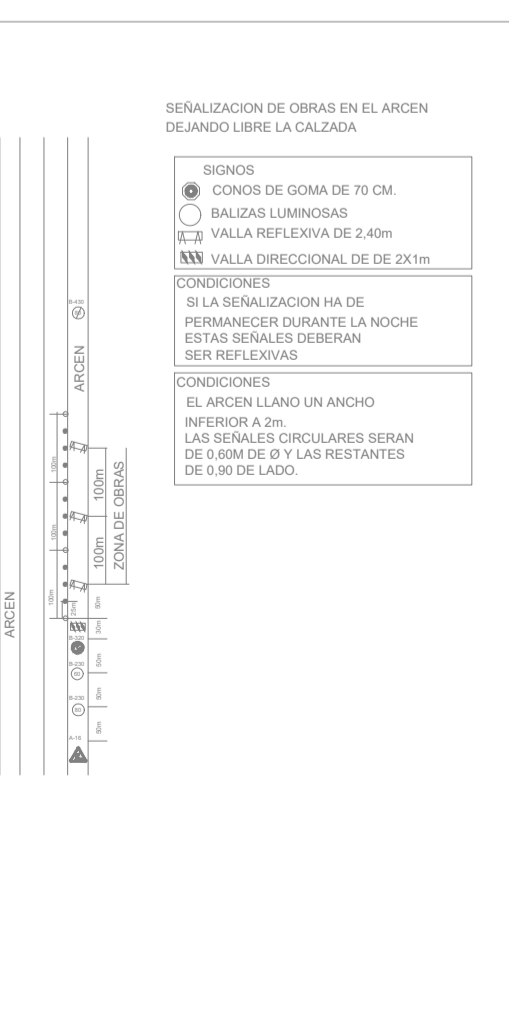 SEÑALIZACION DE OBRAS EN EL ARCEN
DEJANDO LIBRE LA CALZADA
SIGNOS
CONOS DE GOMA DE 70 CM.
BALIZAS LUMINOSAS
VALLA REFLEXIVA DE 2,40m
VALLA DIRECCIONAL DE DE 2X1m
CONDICIONES
SI LA SEÑALIZACION HA DE
PERMANECER DURANTE LA NOCHE
ESTAS SEÑALES DEBERAN
SER REFLEXIVAS
CONDICIONES
EL ARCEN LLANO UN ANCHO
INFERIOR A 2m.
LAS SEÑALES CIRCULARES SERAN
DE 0,60M DE Ø Y LAS RESTANTES
DE 0,90 DE LADO.
B-430
ARCEN
100m
100m
100m
100m
100m
ZONA DE OBRAS
ARCEN
25m
50m
30m
B-320
50m
B-230
60
50m
B-230
80
50m
A-16